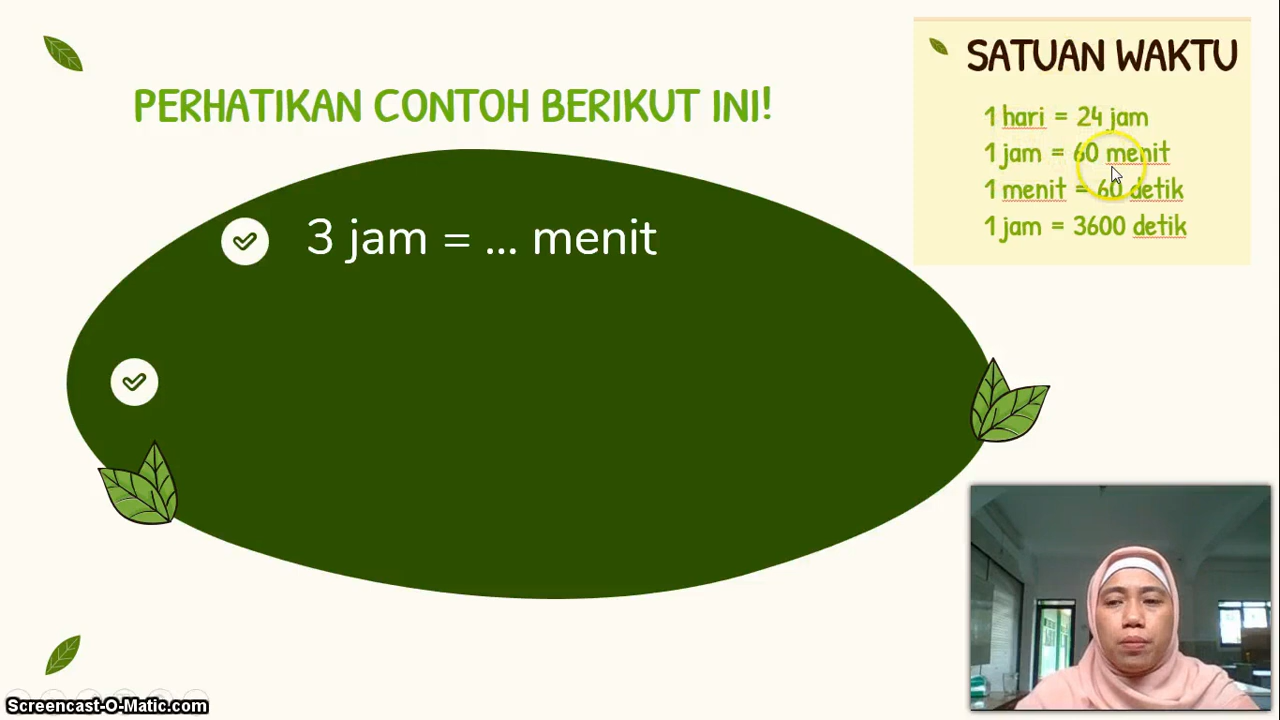 PERHATIKAN CONTOH BERIKUT INI!
3 jam = ... menit
SATUAN WAKTU
1 hari = 24 jam
1 jam = 60 menit
1 menit = 60 detik
1 jam = 3600 detik
Screencast-O-Matic.com